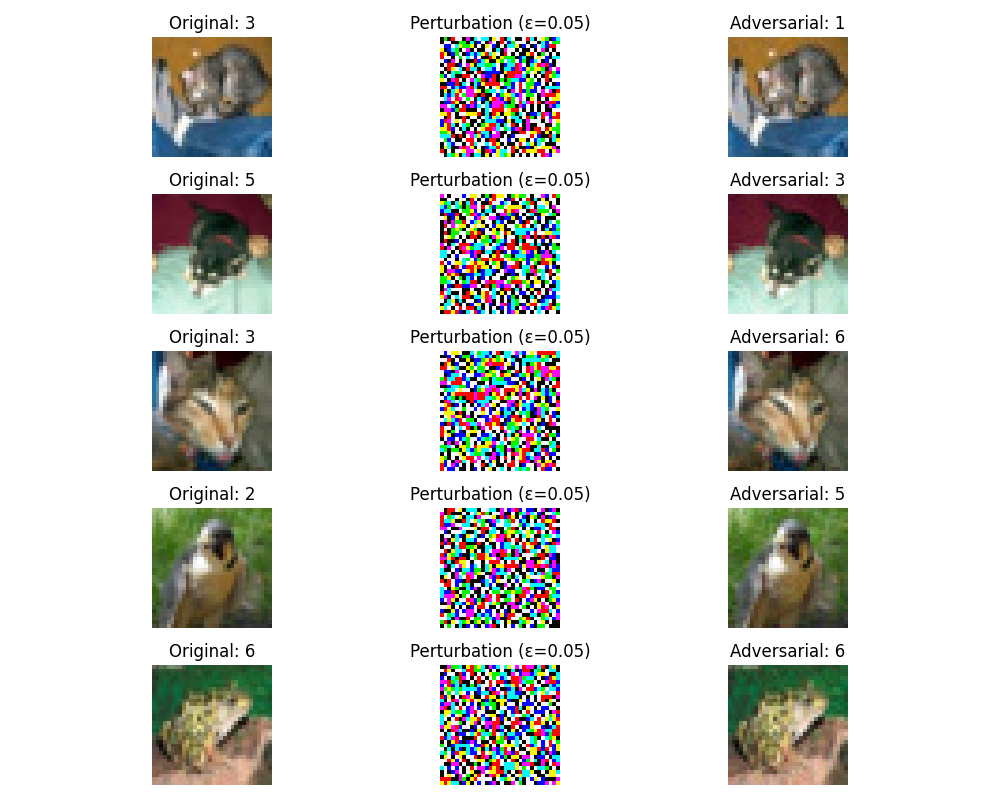 Original: 3 Perturbation (ε=0.05) Adversarial: 1
Original: 5 Perturbation (ε=0.05) Adversarial: 3
Original: 3 Perturbation (ε=0.05) Adversarial: 6
Original: 2 Perturbation (ε=0.05) Adversarial: 5
Original: 6 Perturbation (ε=0.05) Adversarial: 6